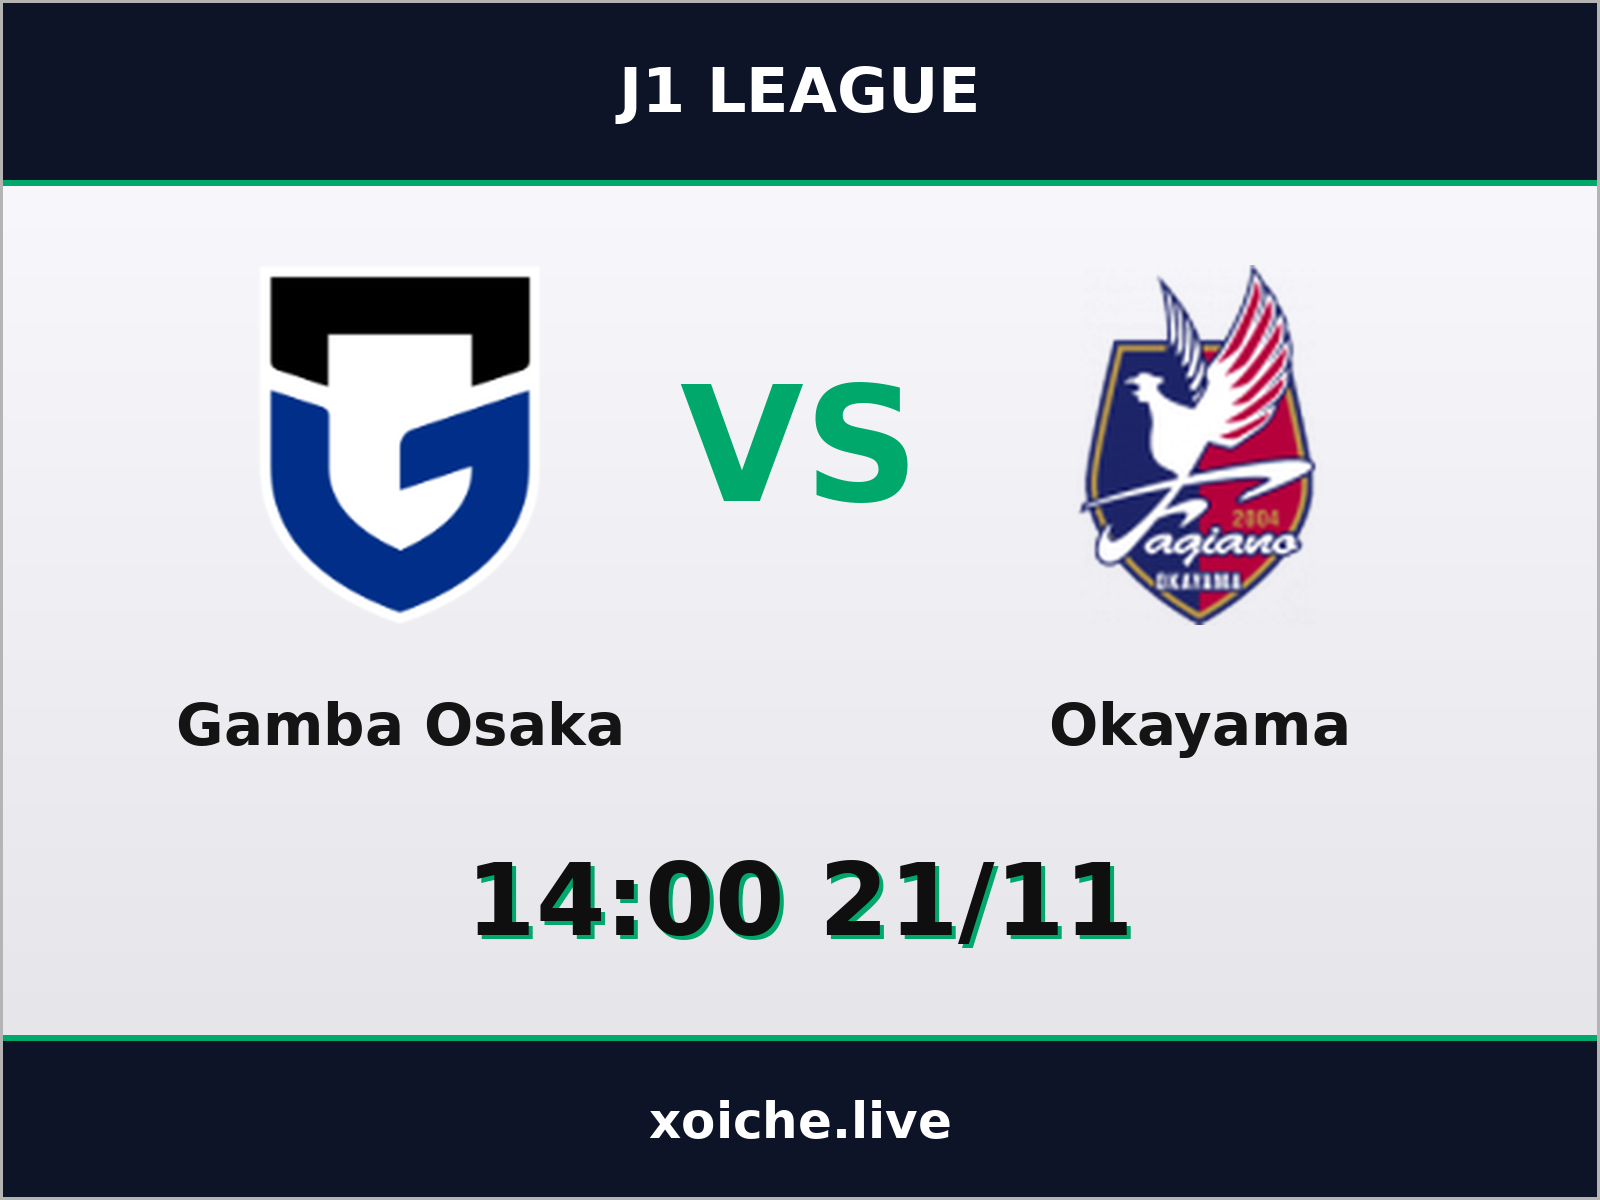 J1 LEAGUE
VS
2004
Fagiano
OKAYAMA
Gamba Osaka
Okayama
14:00 21/11
xoiche.live